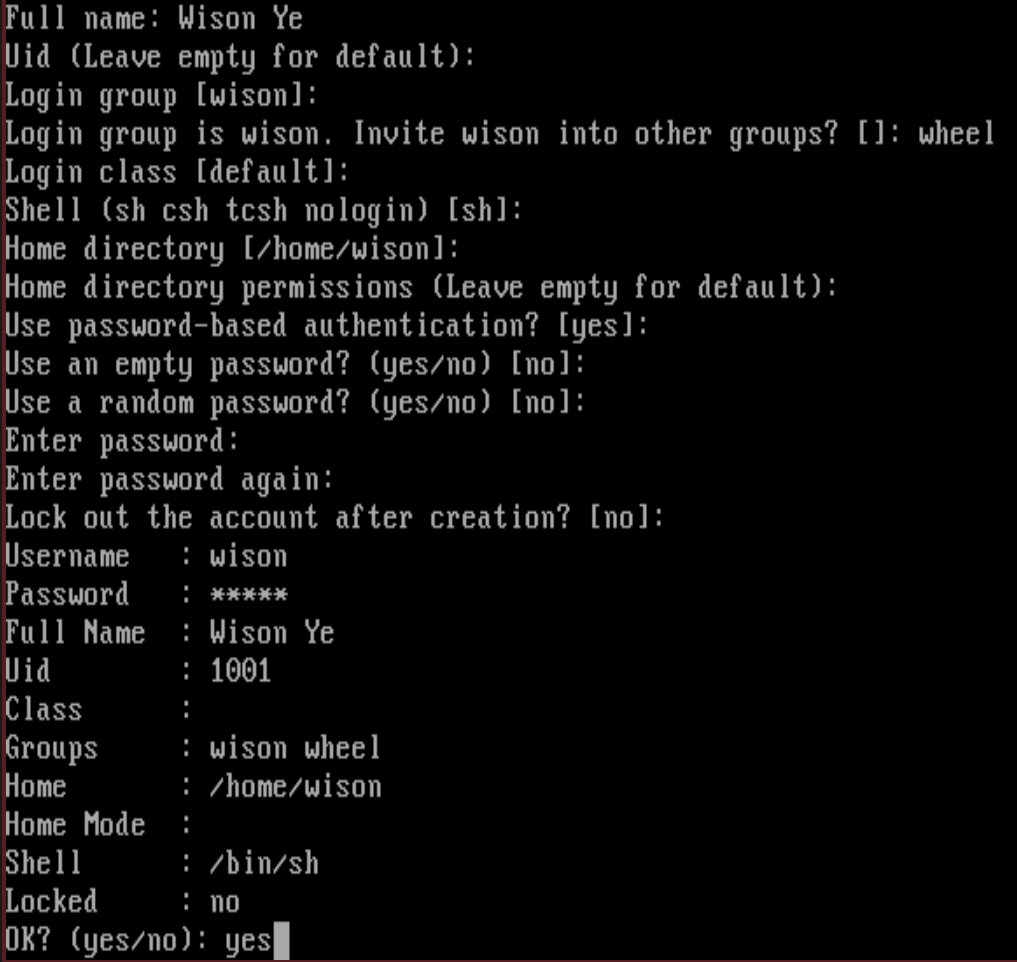 Full name: Wison Ye
Uid (Leave empty for default):
Login group [wison]:
Login group is wison. Invite wison into other groups? []: wheel
Login class [default]:
Shell (sh csh tcsh nologin) [sh]:
Home directory [/home/wison]:
Home directory permissions (Leave empty for default):
Use password-based authentication? [yes]:
Use an empty password? (yes/no) [no]:
Use a random password? (yes/no) [no]:
Enter password:
Enter password again:
Lock out the account after creation? [no]:
Username   : wison
Password   : *****
Full Name  : Wison Ye
Uid        : 1001
Class      :
Groups     : wison wheel
Home       : /home/wison
Home Mode  :
Shell      : /bin/sh
Locked     : no
OK? (yes/no): yes